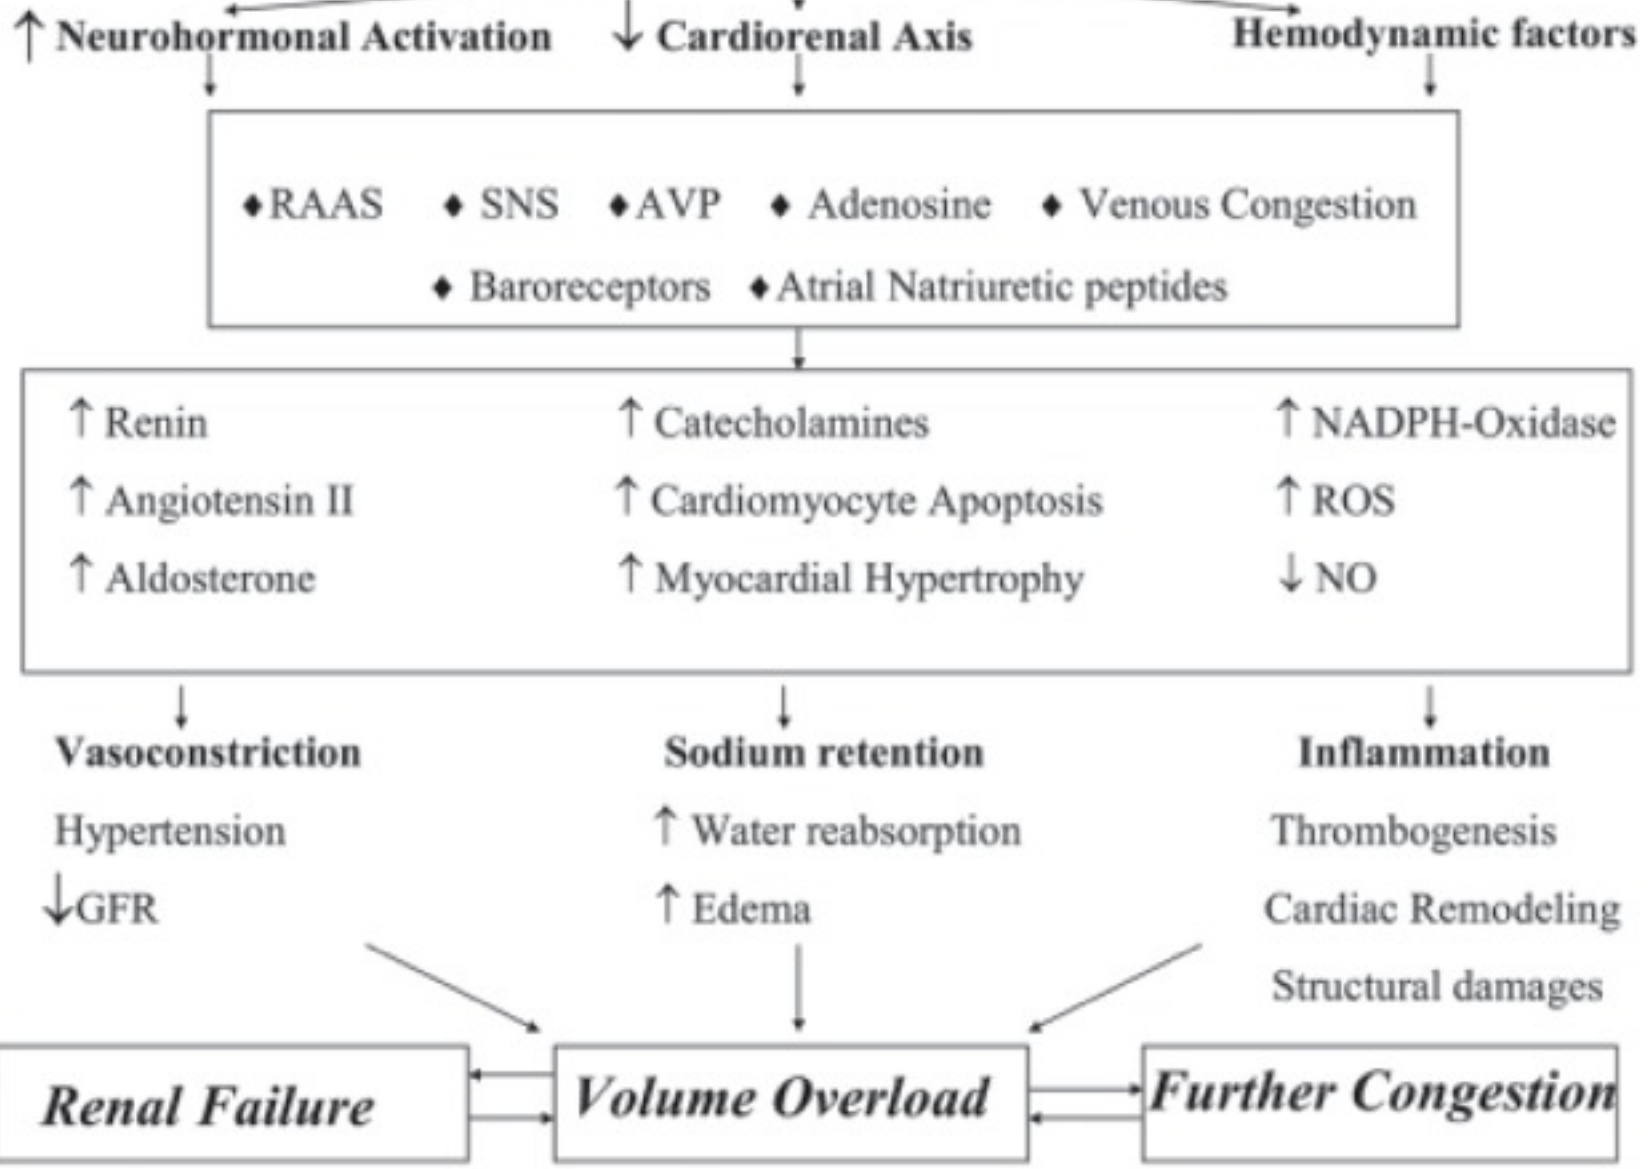 ↑ Neurohormonal Activation ↓ Cardiorenal Axis Hemodynamic factors
♦RAAS ♦ SNS ♦AVP ♦ Adenosine ♦ Venous Congestion
♦ Baroreceptors ♦Atrial Natriuretic peptides
↑ Renin ↑ Catecholamines ↑ NADPH-Oxidase
↑ Angiotensin II ↑ Cardiomyocyte Apoptosis ↑ ROS
↑ Aldosterone ↑ Myocardial Hypertrophy ↓ NO
Vasoconstriction Sodium retention Inflammation
Hypertension ↑ Water reabsorption Thrombogenesis
↓GFR ↑ Edema Cardiac Remodeling
Structural damages
Renal Failure Volume Overload Further Congestion